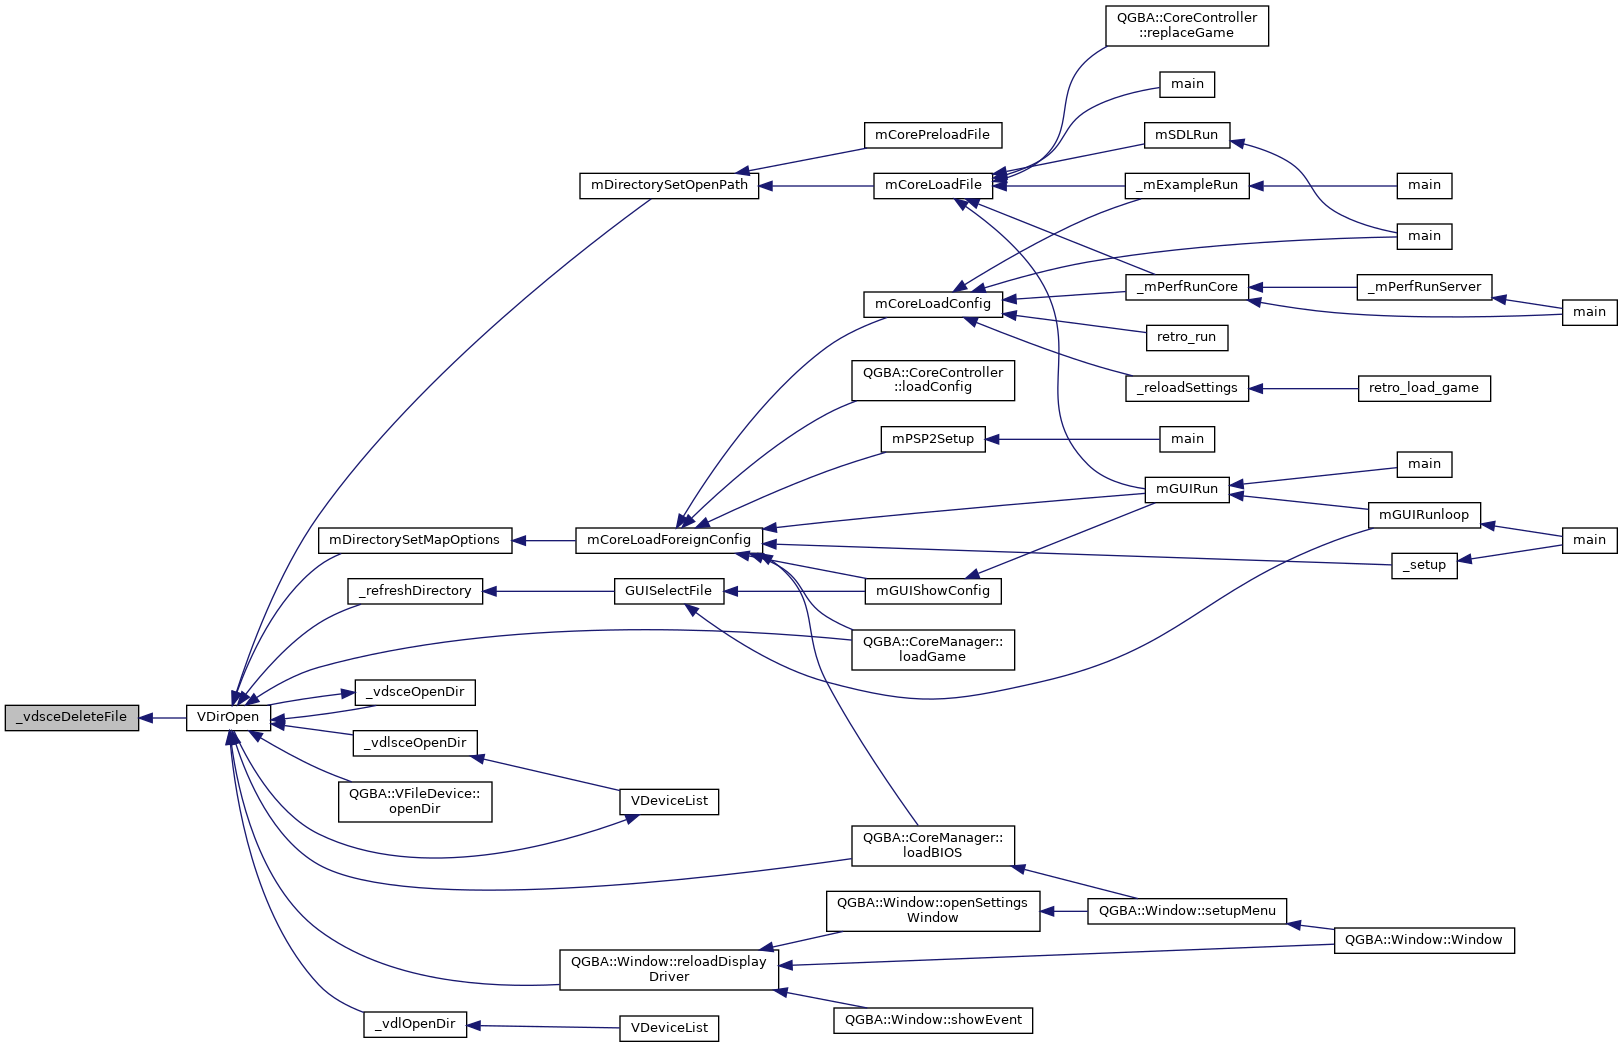 QGBA::CoreController
::replaceGame
main
mCorePreloadFile
mSDLRun
mDirectorySetOpenPath
mCoreLoadFile
_mExampleRun
main
main
mCoreLoadConfig
_mPerfRunCore
_mPerfRunServer
main
retro_run
QGBA::CoreController
::loadConfig
_reloadSettings
retro_load_game
mPSP2Setup
main
mGUIRun
main
mGUIRunloop
mDirectorySetMapOptions
mCoreLoadForeignConfig
main
_setup
_refreshDirectory
GUISelectFile
mGUIShowConfig
QGBA::CoreManager::
loadGame
_vdsceOpenDir
_vdsceDeleteFile
VDirOpen
_vdlsceOpenDir
QGBA::VFileDevice::
openDir
VDeviceList
QGBA::CoreManager::
loadBIOS
QGBA::Window::openSettings
Window
QGBA::Window::setupMenu
QGBA::Window::Window
QGBA::Window::reloadDisplay
Driver
QGBA::Window::showEvent
_vdlOpenDir
VDeviceList